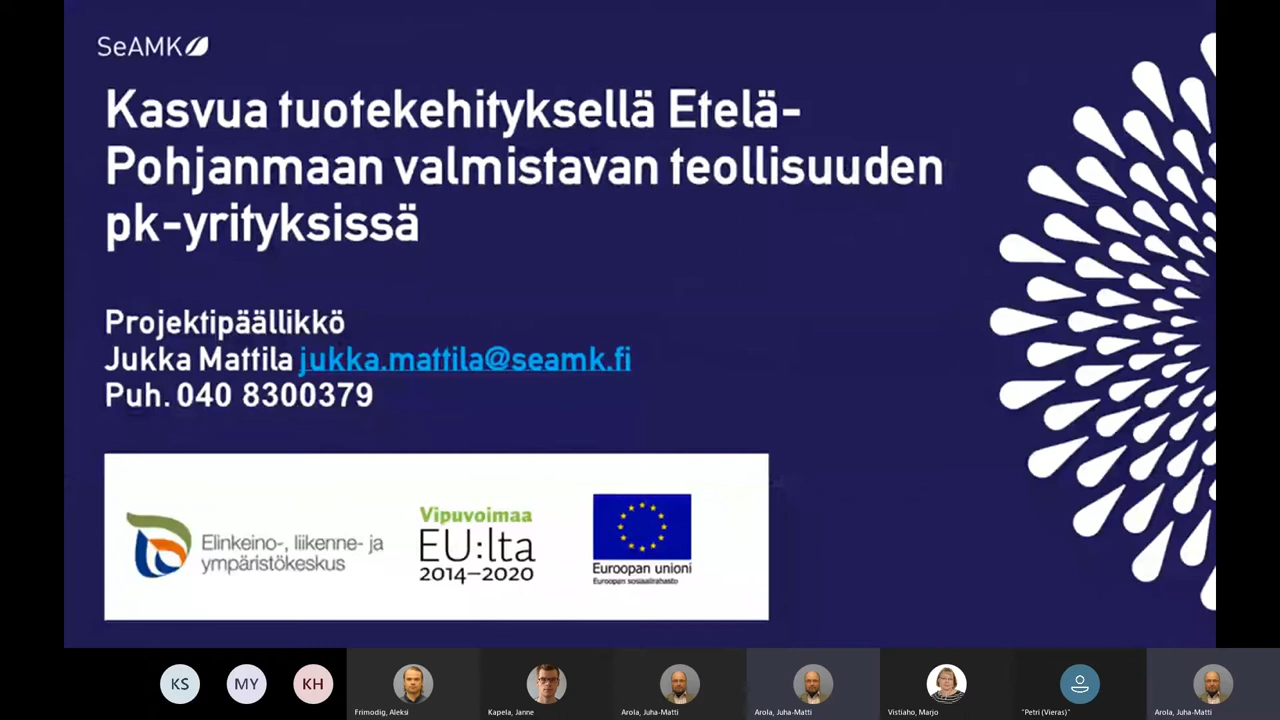 SeAMK
Kasvua tuotekehityksellä Etelä-
Pohjanmaan valmistavan teollisuuden
pk-yrityksissä
Projektipäällikkö
Jukka Mattila jukka.mattila@seamk.fi
Puh. 040 8300379
Elinkeino-, liikenne- ja
ympäristökeskus
Vipuvoimaa
EU:lta
2014–2020
Euroopan unioni
Euroopan sosiaalirahasto
KS
MY
KH
Frimodig, Aleksi
Kapela, Janne
Arola, Juha-Matti
Arola, Juha-Matti
Vistiaho, Marjo
"Petri (Vieras)"
Arola, Juha-Matti